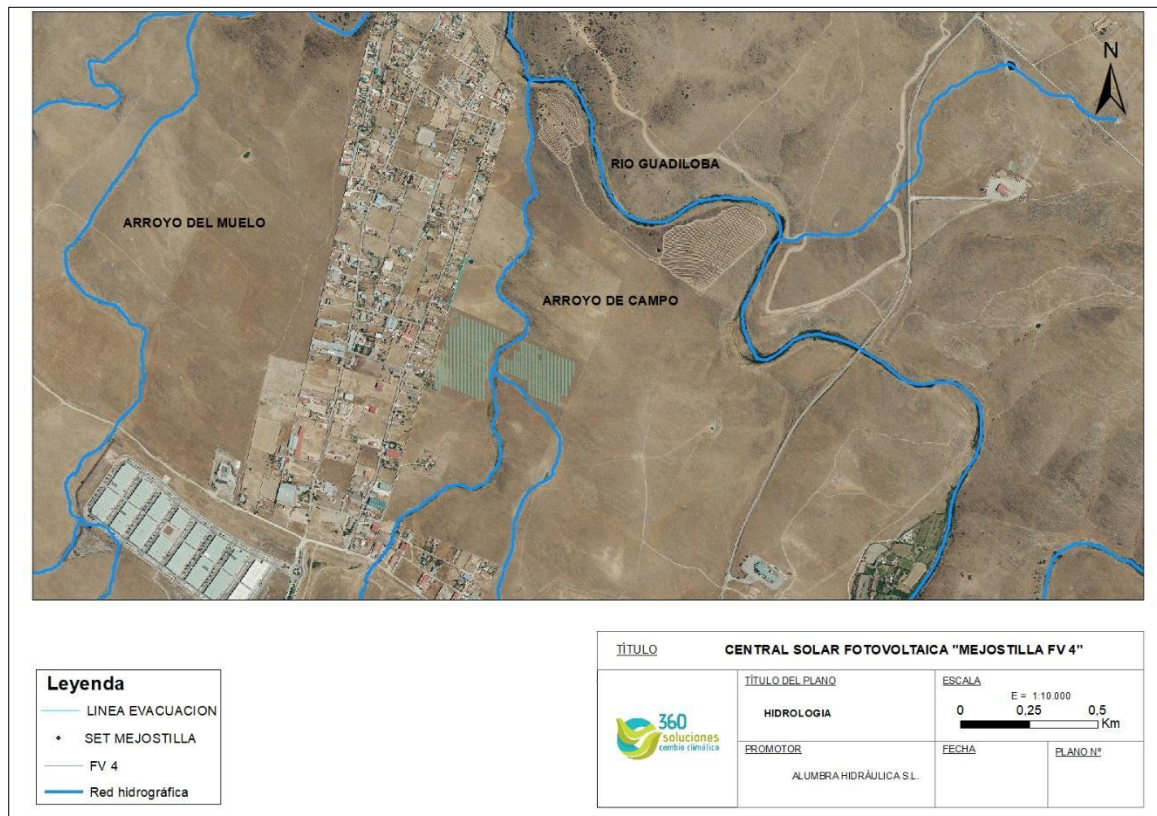 N
RIO GUADILOBA
ARROYO DEL MUELO
ARROYO DE CAMPO
Leyenda
LINEA EVACUACION
SET MEJOSTILLA
FV 4
Red hidrográfica
TÍTULO
CENTRAL SOLAR FOTOVOLTAICA "MEJOSTILLA FV 4"
360
soluciones
cambio climático
TÍTULO DEL PLANO
HIDROLOGIA
ESCALA
E = 1:10.000
0 0,25 0,5
Km
PROMOTOR
ALUMBRA HIDRÁULICA S.L.
FECHA
PLANO Nº